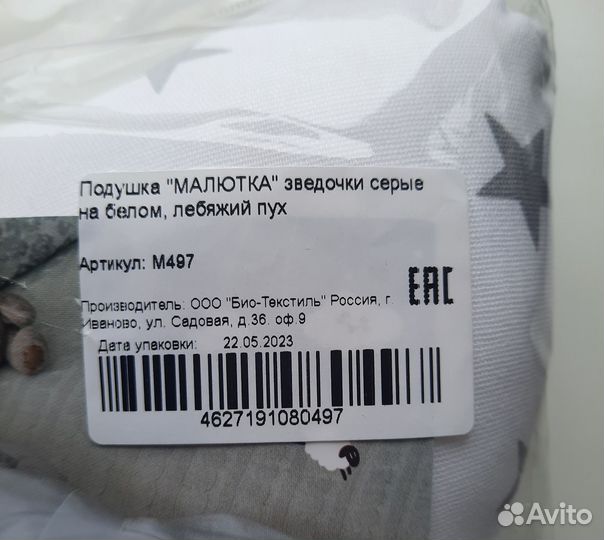 Подушка "МАЛЮТКА" зведочки серые
на белом, лебяжий пух
Артикул: М497
EAC
Производитель: ООО "Био-Текстиль" Россия, г.
Иваново, ул. Садовая, д.36. оф.9
Дата упаковки: 22.05.2023
4627191080497
Avito